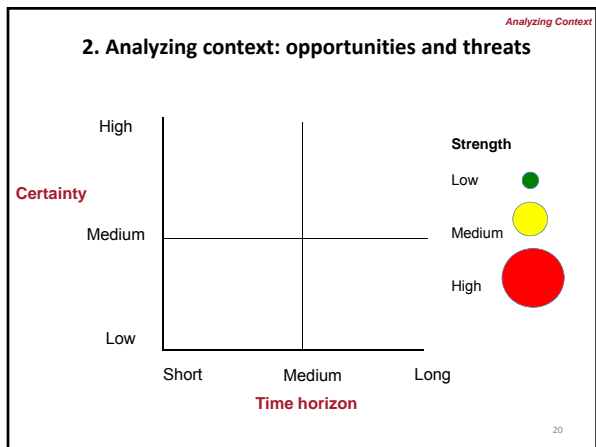 Analyzing Context
2. Analyzing context: opportunities and threats
High
Strength
Low
Certainty
Medium
Medium
High
Low
Short Medium Long
Time horizon
20